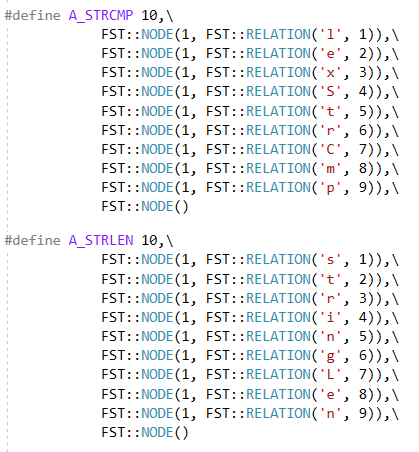 #define A_STRCMP 10,\
FST::NODE(1, FST::RELATION('l', 1)),\
FST::NODE(1, FST::RELATION('e', 2)),\
FST::NODE(1, FST::RELATION('x', 3)),\
FST::NODE(1, FST::RELATION('S', 4)),\
FST::NODE(1, FST::RELATION('t', 5)),\
FST::NODE(1, FST::RELATION('r', 6)),\
FST::NODE(1, FST::RELATION('C', 7)),\
FST::NODE(1, FST::RELATION('m', 8)),\
FST::NODE(1, FST::RELATION('p', 9)),\
FST::NODE()
#define A_STRLEN 10,\
FST::NODE(1, FST::RELATION('s', 1)),\
FST::NODE(1, FST::RELATION('t', 2)),\
FST::NODE(1, FST::RELATION('r', 3)),\
FST::NODE(1, FST::RELATION('i', 4)),\
FST::NODE(1, FST::RELATION('n', 5)),\
FST::NODE(1, FST::RELATION('g', 6)),\
FST::NODE(1, FST::RELATION('L', 7)),\
FST::NODE(1, FST::RELATION('e', 8)),\
FST::NODE(1, FST::RELATION('n', 9)),\
FST::NODE()